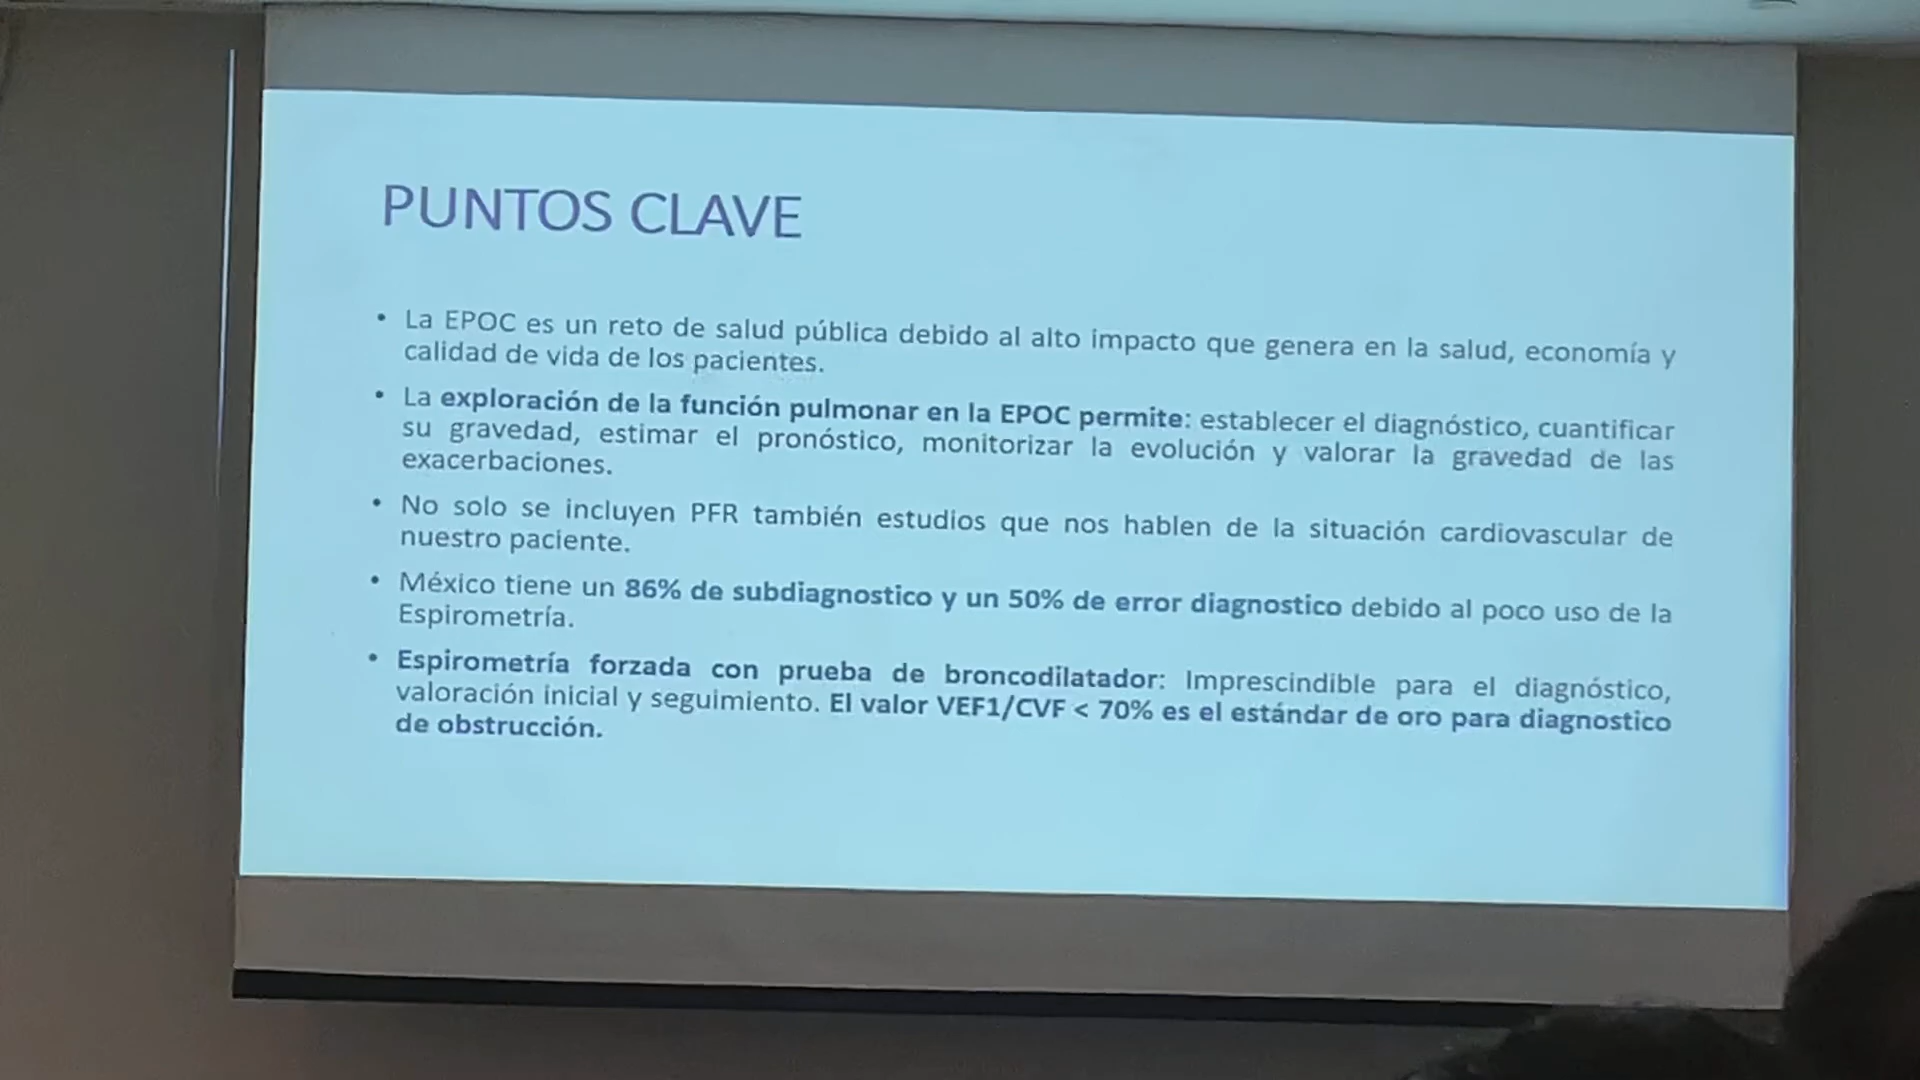 PUNTOS CLAVE
• La EPOC es un reto de salud pública debido al alto impacto que genera en la salud, economía y
calidad de vida de los pacientes.
• La exploración de la función pulmonar en la EPOC permite: establecer el diagnóstico, cuantificar
su gravedad, estimar el pronóstico, monitorizar la evolución y valorar la gravedad de las
exacerbaciones.
• No solo se incluyen PFR también estudios que nos hablen de la situación cardiovascular de
nuestro paciente.
• México tiene un 86% de subdiagnostico y un 50% de error diagnostico debido al poco uso de la
Espirometría.
• Espirometría forzada con prueba de broncodilatador: Imprescindible para el diagnóstico,
valoración inicial y seguimiento. El valor VEF1/CVF < 70% es el estándar de oro para diagnostico
de obstrucción.